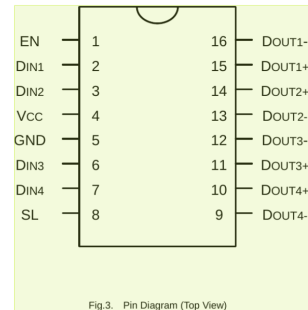 EN 1 16 DOUT1-
DIN1 2 15 DOUT1+
DIN2 3 14 DOUT2+
VCC 4 13 DOUT2-
GND 5 12 DOUT3-
DIN3 6 11 DOUT3+
DIN4 7 10 DOUT4+
SL 8 9 DOUT4-
Fig.3. Pin Diagram (Top View)